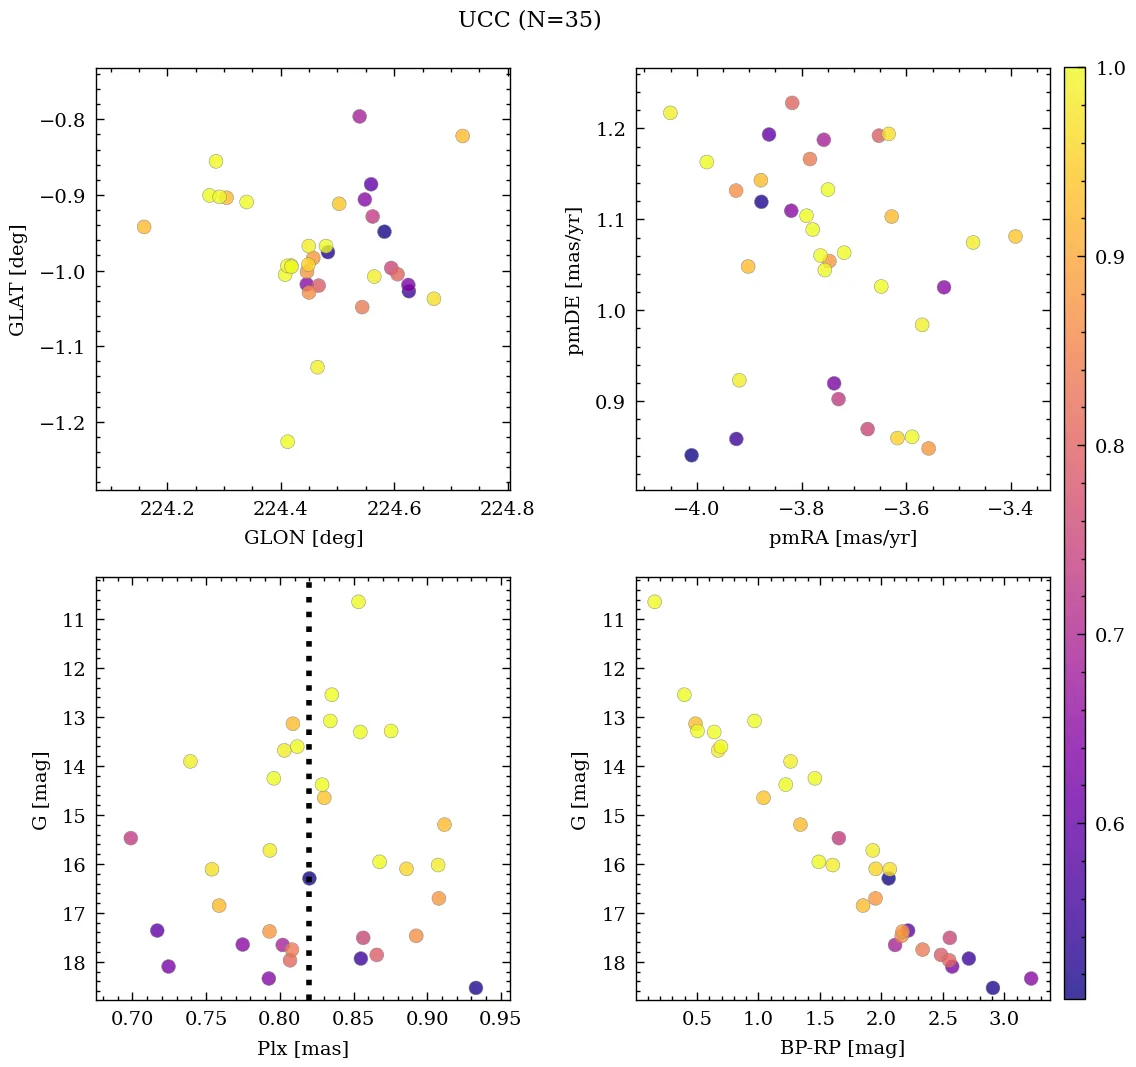 UCC (N=35)
−0.8
−0.9
−1.0
−1.1
−1.2
GLAT [deg]
224.2 224.4 224.6 224.8
GLON [deg]
1.2
1.1
1.0
0.9
pmDE [mas/yr]
−4.0 −3.8 −3.6 −3.4
pmRA [mas/yr]
11
12
13
14
15
16
17
18
G [mag]
0.70 0.75 0.80 0.85 0.90 0.95
Plx [mas]
11
12
13
14
15
16
17
18
G [mag]
0.5 1.0 1.5 2.0 2.5 3.0
BP-RP [mag]
1.0
0.9
0.8
0.7
0.6